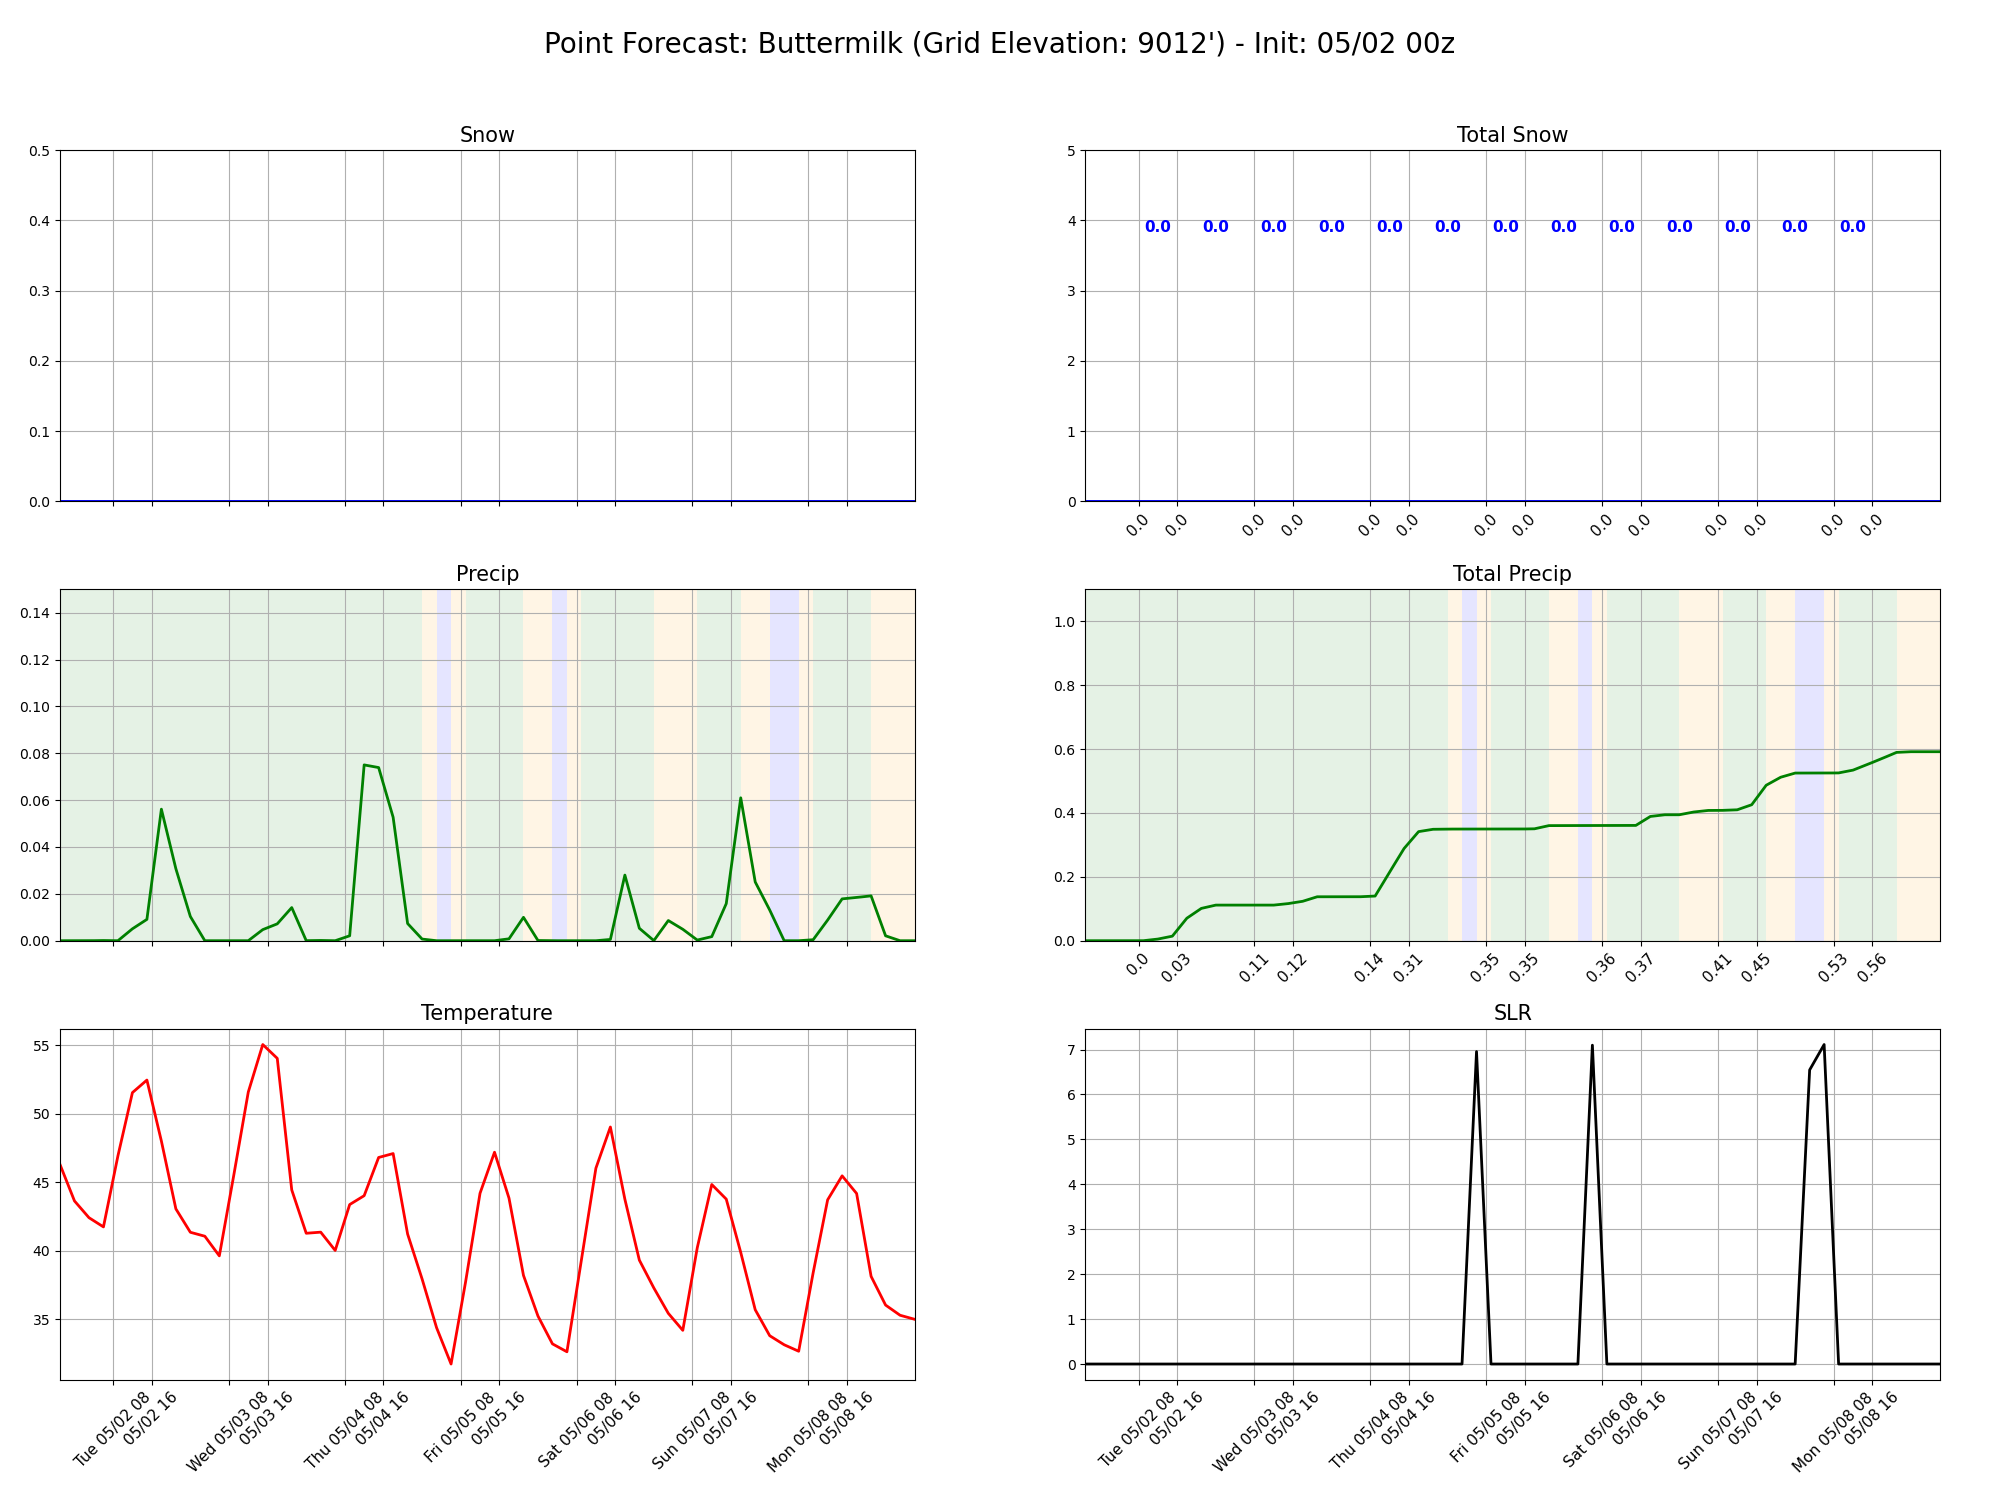 Point Forecast: Buttermilk (Grid Elevation: 9012') - Init: 05/02 00z
Snow
0.5
0.4
0.3
0.2
0.1
0.0
Total Snow
5
4
3
2
1
0
0.0 0.0 0.0 0.0 0.0 0.0 0.0 0.0 0.0 0.0 0.0 0.0 0.0
0.0 0.0 0.0 0.0 0.0 0.0 0.0 0.0 0.0 0.0 0.0 0.0 0.0 0.0
Precip
0.14
0.12
0.10
0.08
0.06
0.04
0.02
0.00
Total Precip
1.0
0.8
0.6
0.4
0.2
0.0
0.0 0.03 0.11 0.12 0.14 0.31 0.35 0.35 0.36 0.37 0.41 0.45 0.53 0.56
Temperature
55
50
45
40
35
Tue 05/02 08
05/02 16
Wed 05/03 08
05/03 16
Thu 05/04 08
05/04 16
Fri 05/05 08
05/05 16
Sat 05/06 08
05/06 16
Sun 05/07 08
05/07 16
Mon 05/08 08
05/08 16
SLR
7
6
5
4
3
2
1
0
Tue 05/02 08
05/02 16
Wed 05/03 08
05/03 16
Thu 05/04 08
05/04 16
Fri 05/05 08
05/05 16
Sat 05/06 08
05/06 16
Sun 05/07 08
05/07 16
Mon 05/08 08
05/08 16